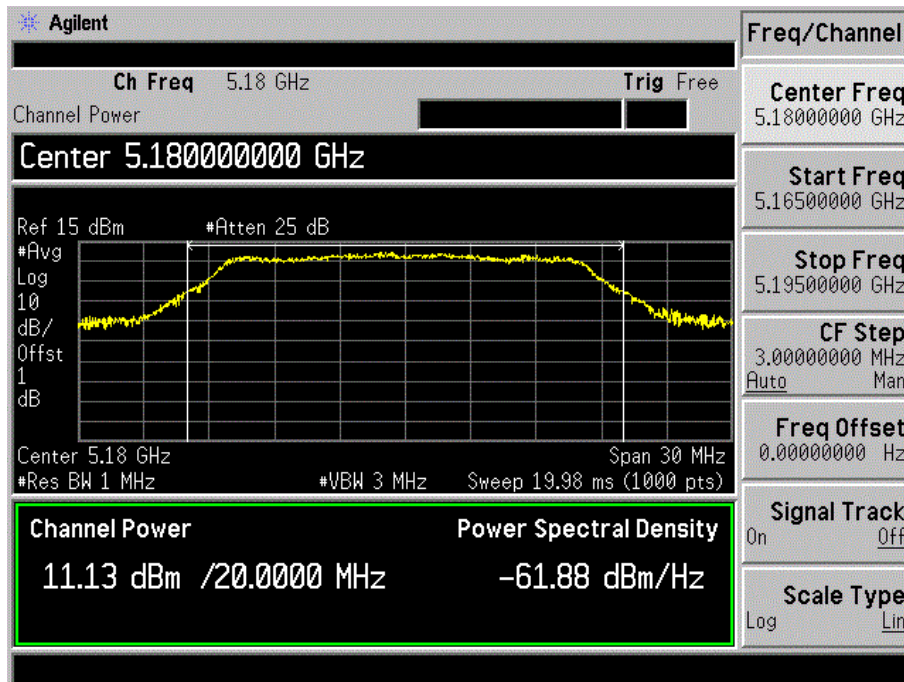 Agilent
Freq/Channel
Ch Freq 5.18 GHz Trig Free
Channel Power
Center 5.180000000 GHz
Ref 15 dBm #Atten 25 dB
#Avg
Log
10
dB/
Offst
1
dB
Center 5.18 GHz Span 30 MHz
#Res BW 1 MHz #VBW 3 MHz Sweep 19.98 ms (1000 pts)
Channel Power Power Spectral Density
11.13 dBm /20.0000 MHz -61.88 dBm/Hz
Center Freq
5.18000000 GHz
Start Freq
5.16500000 GHz
Stop Freq
5.19500000 GHz
CF Step
3.00000000 MHz
Auto Man
Freq Offset
0.00000000 Hz
Signal Track
On Off
Scale Type
Log Lin